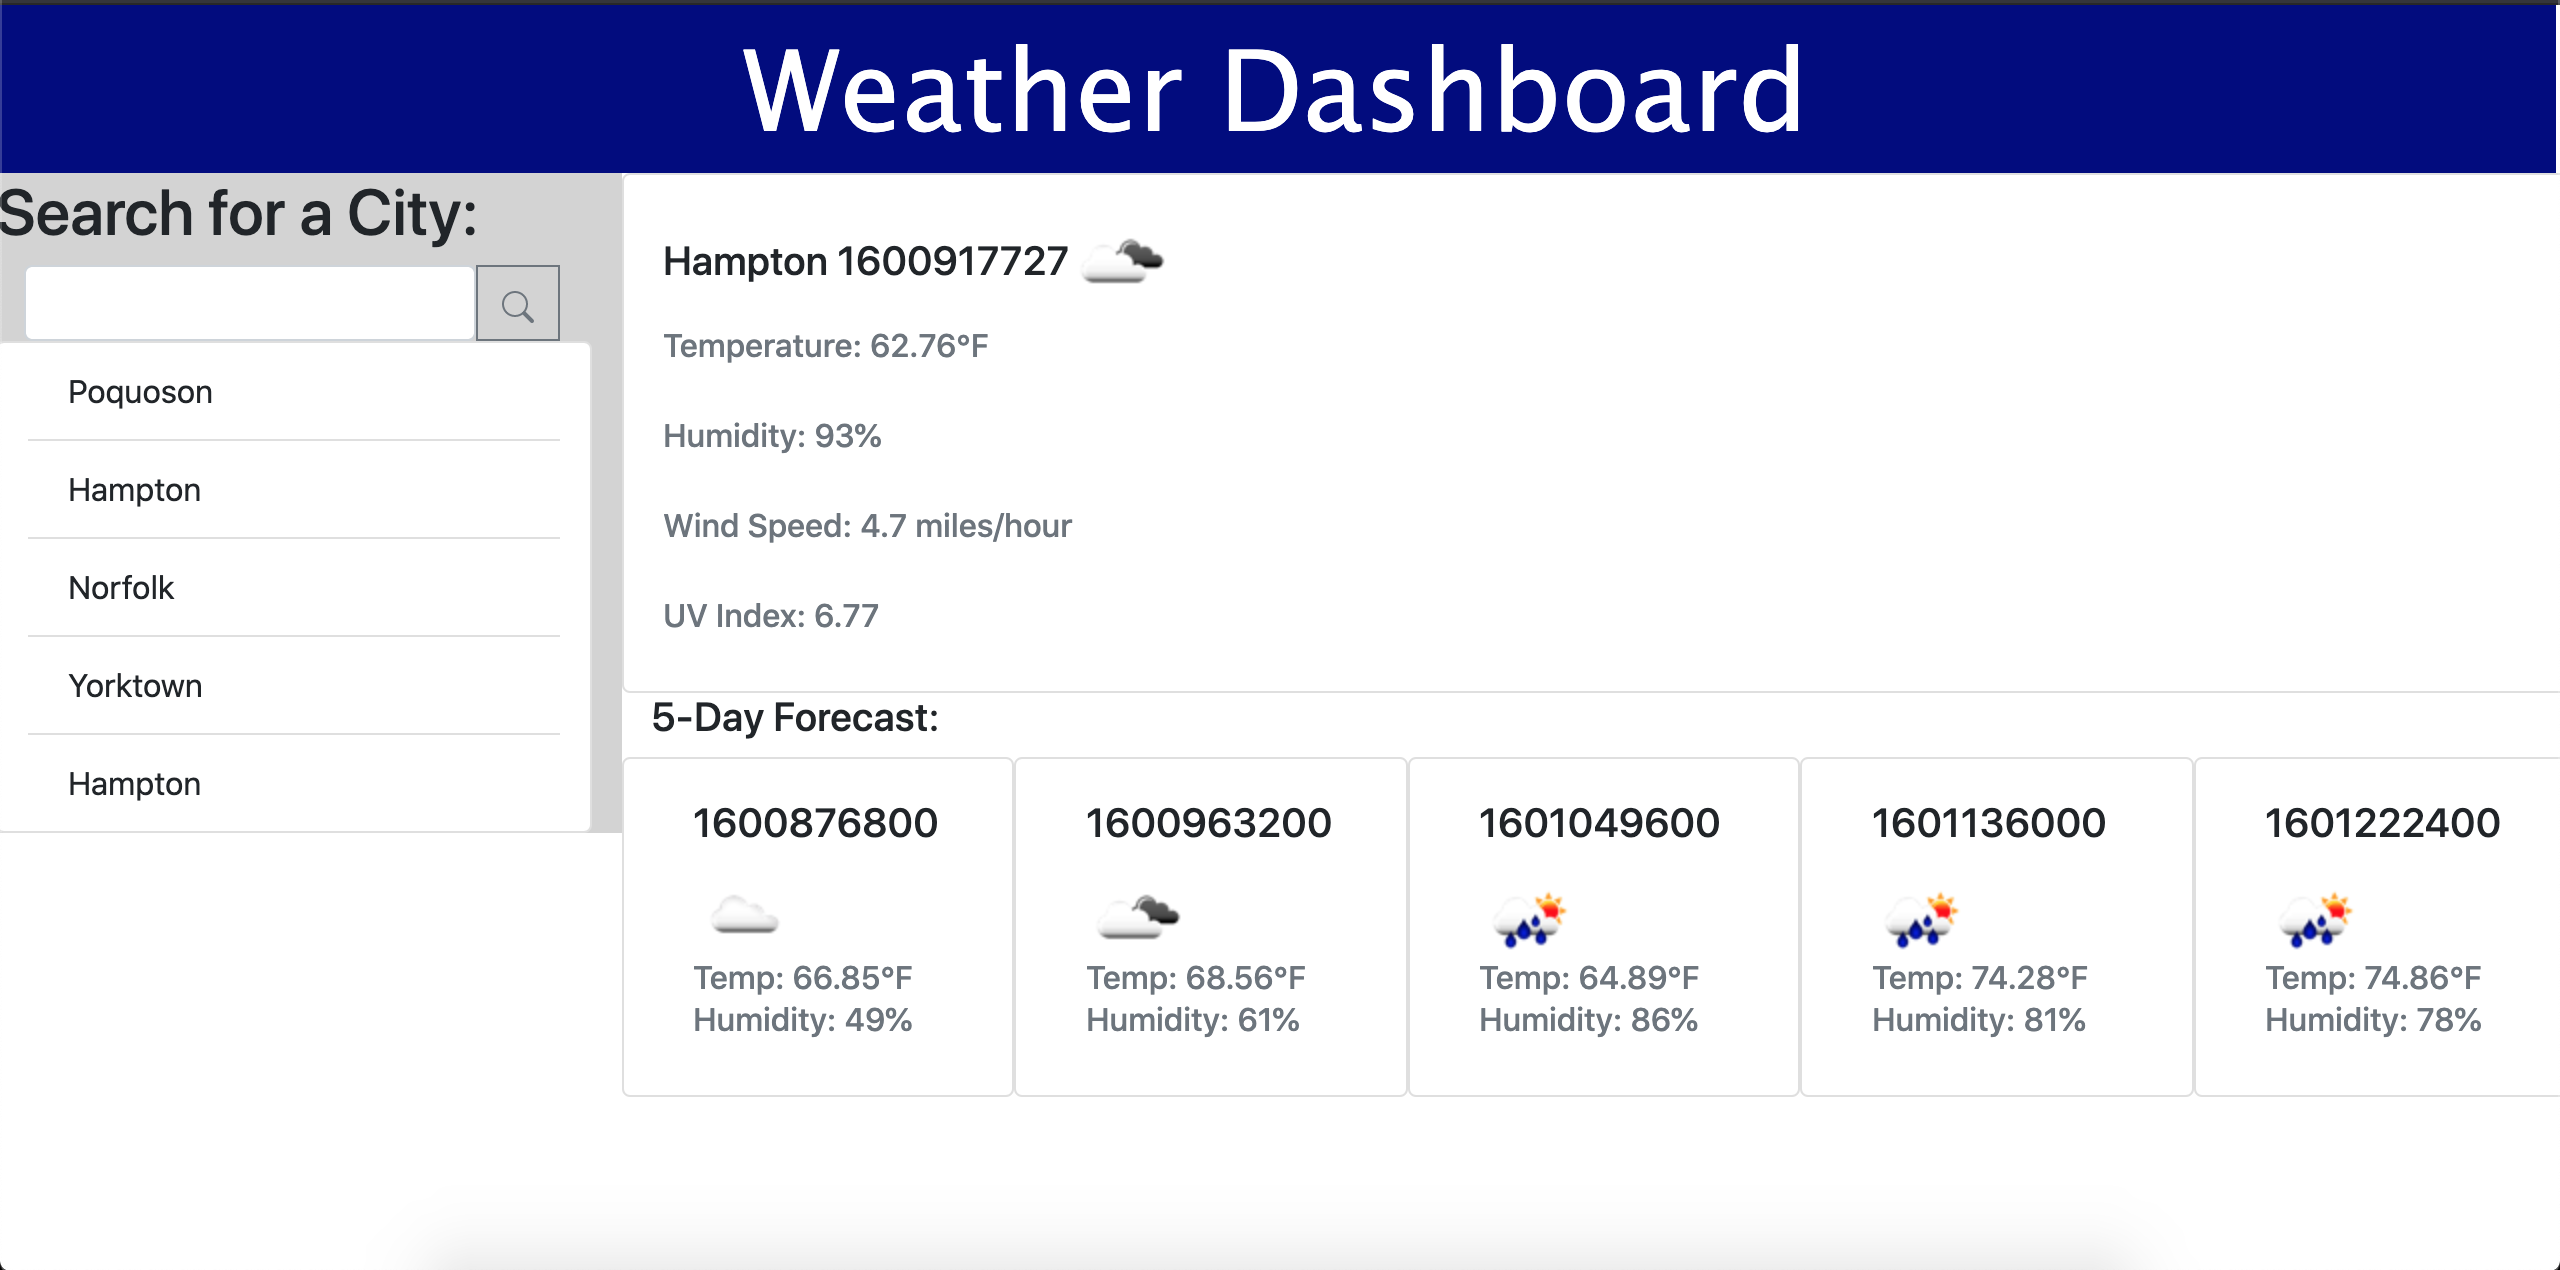 Weather Dashboard
Search for a City:
Poquoson
Hampton
Norfolk
Yorktown
Hampton
Hampton 1600917727
Temperature: 62.76°F
Humidity: 93%
Wind Speed: 4.7 miles/hour
UV Index: 6.77
5-Day Forecast:
1600876800
Temp: 66.85°F
Humidity: 49%
1600963200
Temp: 68.56°F
Humidity: 61%
1601049600
Temp: 64.89°F
Humidity: 86%
1601136000
Temp: 74.28°F
Humidity: 81%
1601222400
Temp: 74.86°F
Humidity: 78%